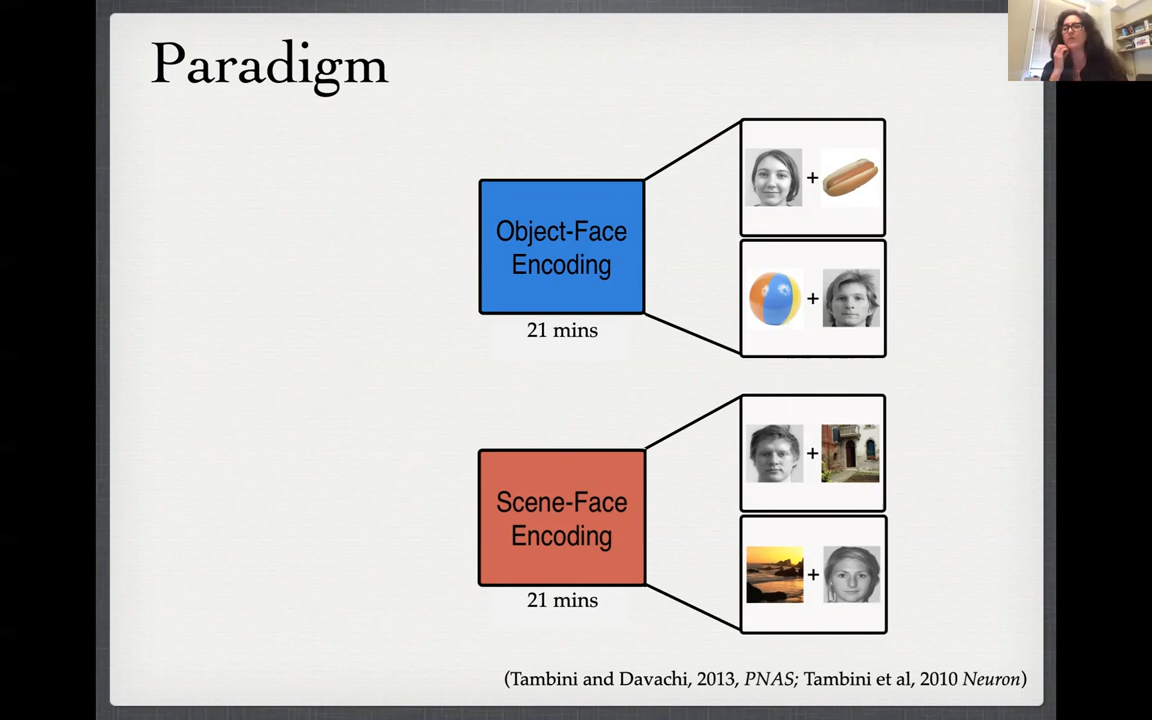 Paradigm
+
Object-Face
Encoding
+
21 mins
+
Scene-Face
Encoding
+
21 mins
(Tambini and Davachi, 2013, PNAS; Tambini et al, 2010 Neuron)